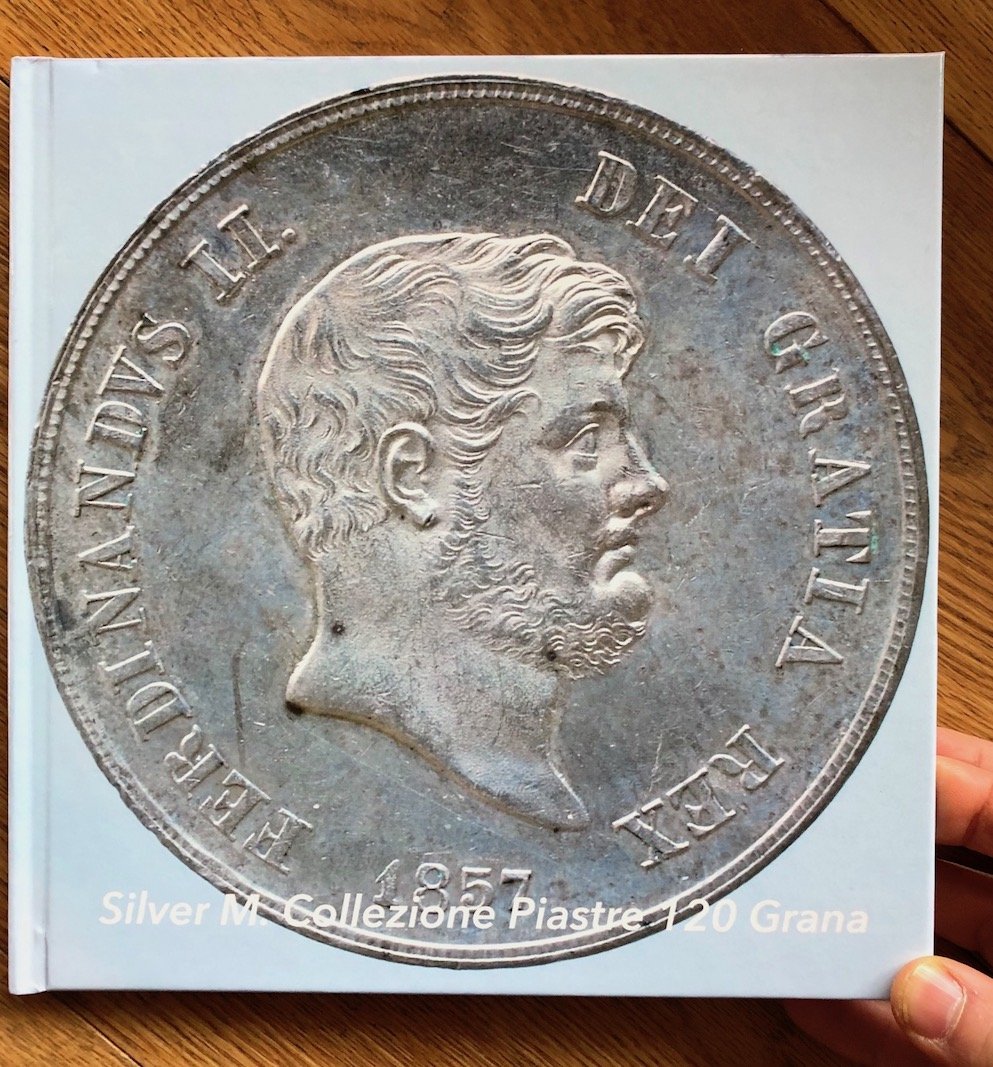 FERDINANDVS II. DEI GRATIA REX
1857
Silver M. Collezione Piastre 120 Grana